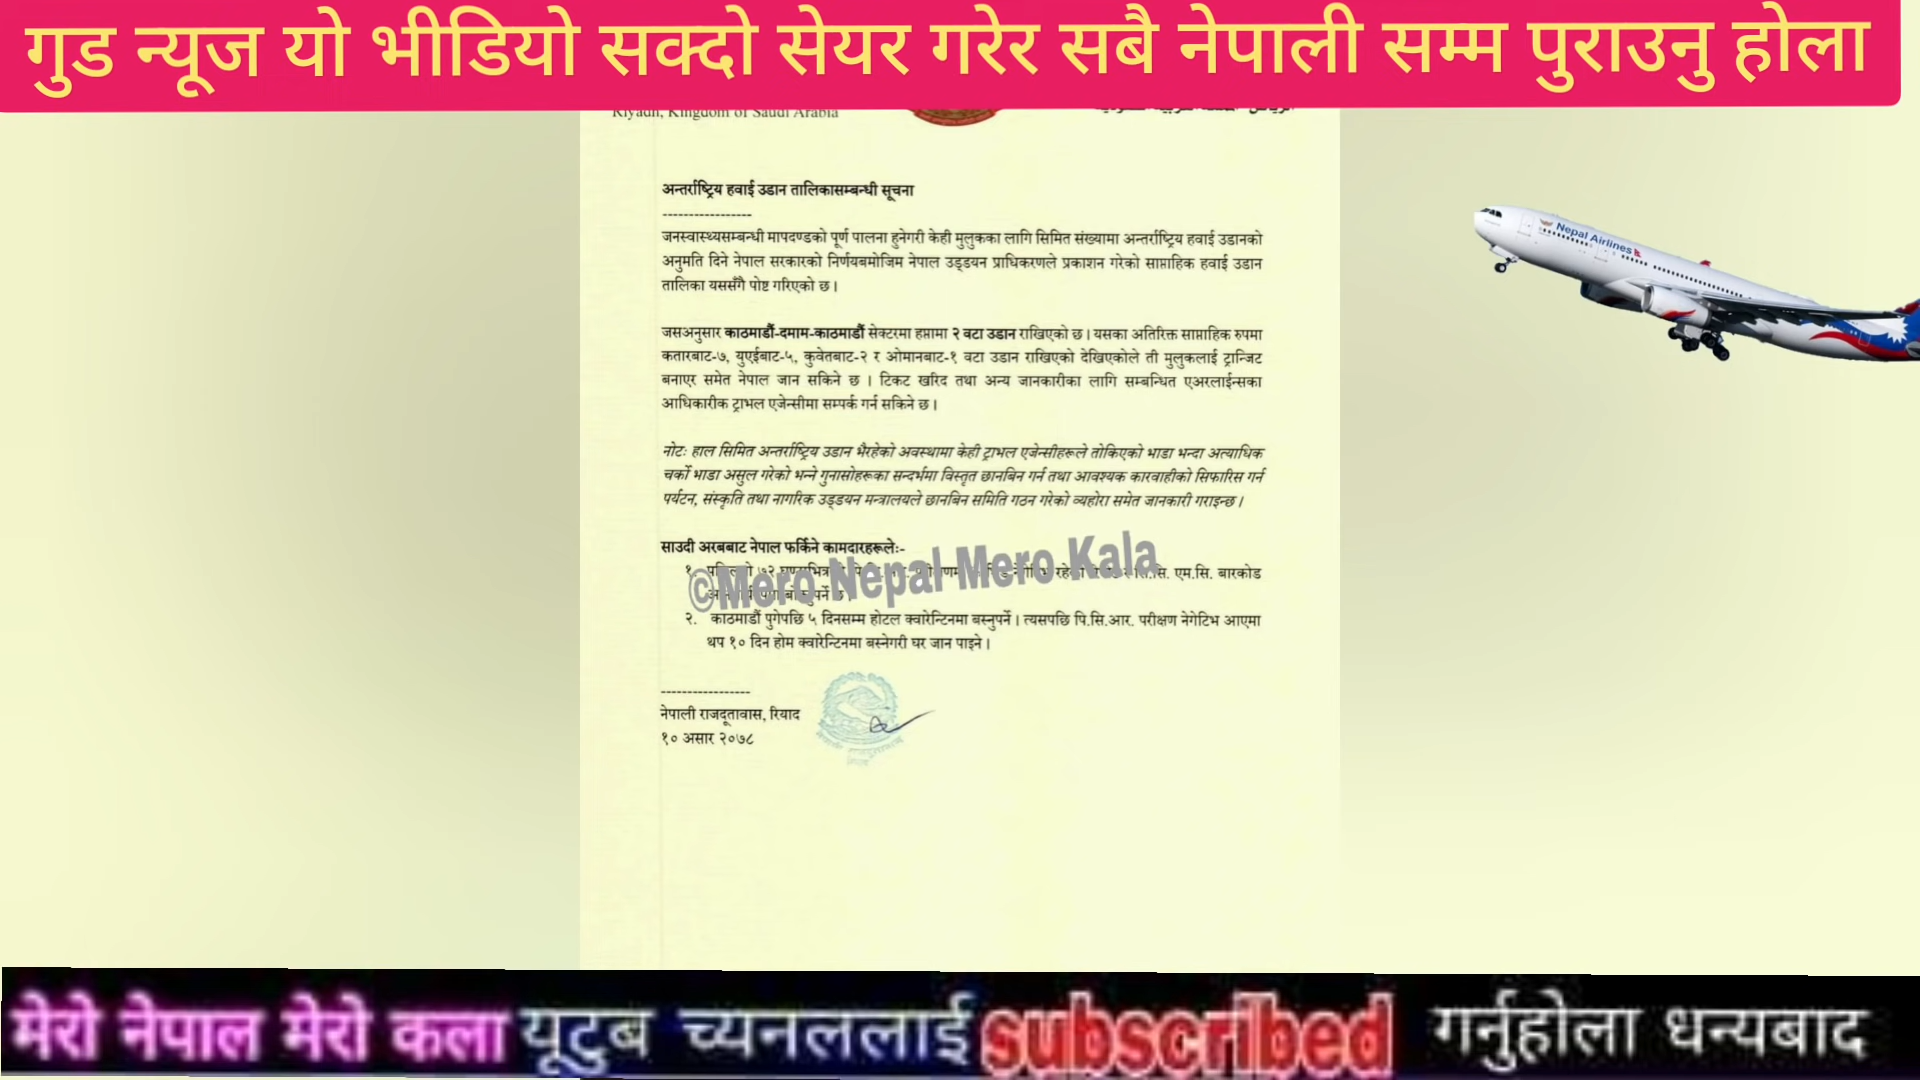 गुड न्यूज यो भीडियो सक्दो सेयर गरेर सबै नेपाली सम्म पुराउनु होला
Riyadh, Kingdom of Saudi Arabia
Nepal Airlines
अन्तर्राष्ट्रिय हवाई उडान तालिकासम्बन्धी सूचना
-----------------
जनस्वास्थ्यसम्बन्धी मापदण्डको पूर्ण पालना हुनेगरी केही मुलुकका लागि सिमित संख्यामा अन्तर्राष्ट्रिय हवाई उडानको
अनुमति दिने नेपाल सरकारको निर्णयबमोजिम नेपाल उड्डयन प्राधिकरणले प्रकाशन गरेको साप्ताहिक हवाई उडान
तालिका यससँगै पोष्ट गरिएको छ।
जसअनुसार काठमाडौं-दमाम-काठमाडौं सेक्टरमा हप्तामा २ वटा उडान राखिएको छ। यसका अतिरिक्त साप्ताहिक रुपमा
कतारबाट-७, युएईबाट-५, कुवेतबाट-२ र ओमानबाट-१ वटा उडान राखिएको देखिएकोले ती मुलुकलाई ट्रान्जिट
बनाएर समेत नेपाल जान सकिने छ । टिकट खरिद तथा अन्य जानकारीका लागि सम्बन्धित एअरलाईन्सका
आधिकारीक ट्राभल एजेन्सीमा सम्पर्क गर्न सकिने छ।
नोटः हाल सिमित अन्तर्राष्ट्रिय उडान भैरहेको अवस्थामा केही ट्राभल एजेन्सीहरूले तोकिएको भाडा भन्दा अत्याधिक
चर्को भाडा असुल गरेको भन्ने गुनासोहरूका सन्दर्भमा विस्तृत छानबिन गर्न तथा आवश्यक कारवाहीको सिफारिस गर्न
पर्यटन, संस्कृति तथा नागरिक उड्डयन मन्त्रालयले छानबिन समिति गठन गरेको व्यहोरा समेत जानकारी गराइन्छ।
साउदी अरबबाट नेपाल फर्किने कामदारहरूलेः-
१. ७२ एम.सि. बारकोड
©Mero Nepal Mero Kala
२. काठमाडौं पुगेपछि ५ दिनसम्म होटल क्वारेन्टिनमा बस्नुपर्ने। त्यसपछि पि.सि.आर. परीक्षण नेगेटिभ आएमा
थप १० दिन होम क्वारेन्टिनमा बस्नेगरी घर जान पाइने।
-----------------
नेपाली राजदूतावास, रियाद
१० असार २०७८
मेरो नेपाल मेरो कला यूटुब च्यनललाई subscribed गर्नुहोला धन्यबाद